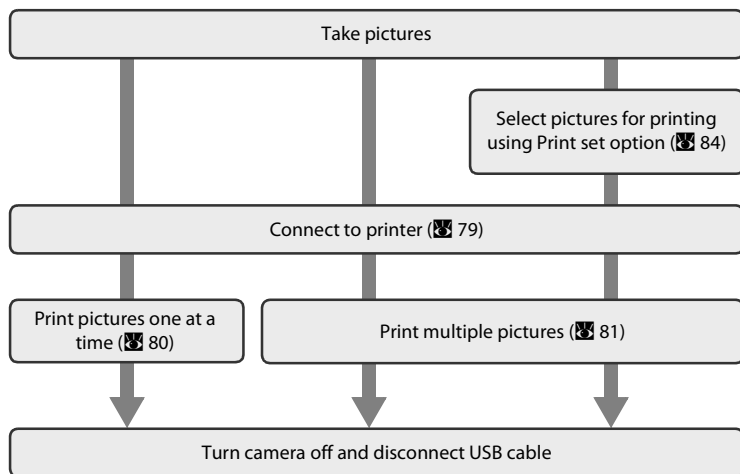 Take pictures
Select pictures for printing
using Print set option (84)
Connect to printer (79)
Print pictures one at a
time (80)
Print multiple pictures (81)
Turn camera off and disconnect USB cable